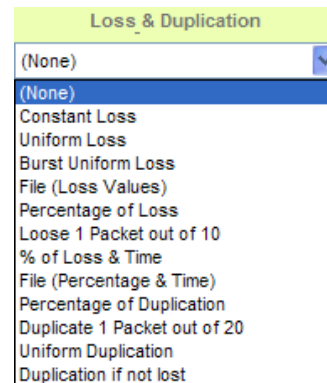 Loss & Duplication
(None)
(None)
Constant Loss
Uniform Loss
Burst Uniform Loss
File (Loss Values)
Percentage of Loss
Loose 1 Packet out of 10
% of Loss & Time
File (Percentage & Time)
Percentage of Duplication
Duplicate 1 Packet out of 20
Uniform Duplication
Duplication if not lost